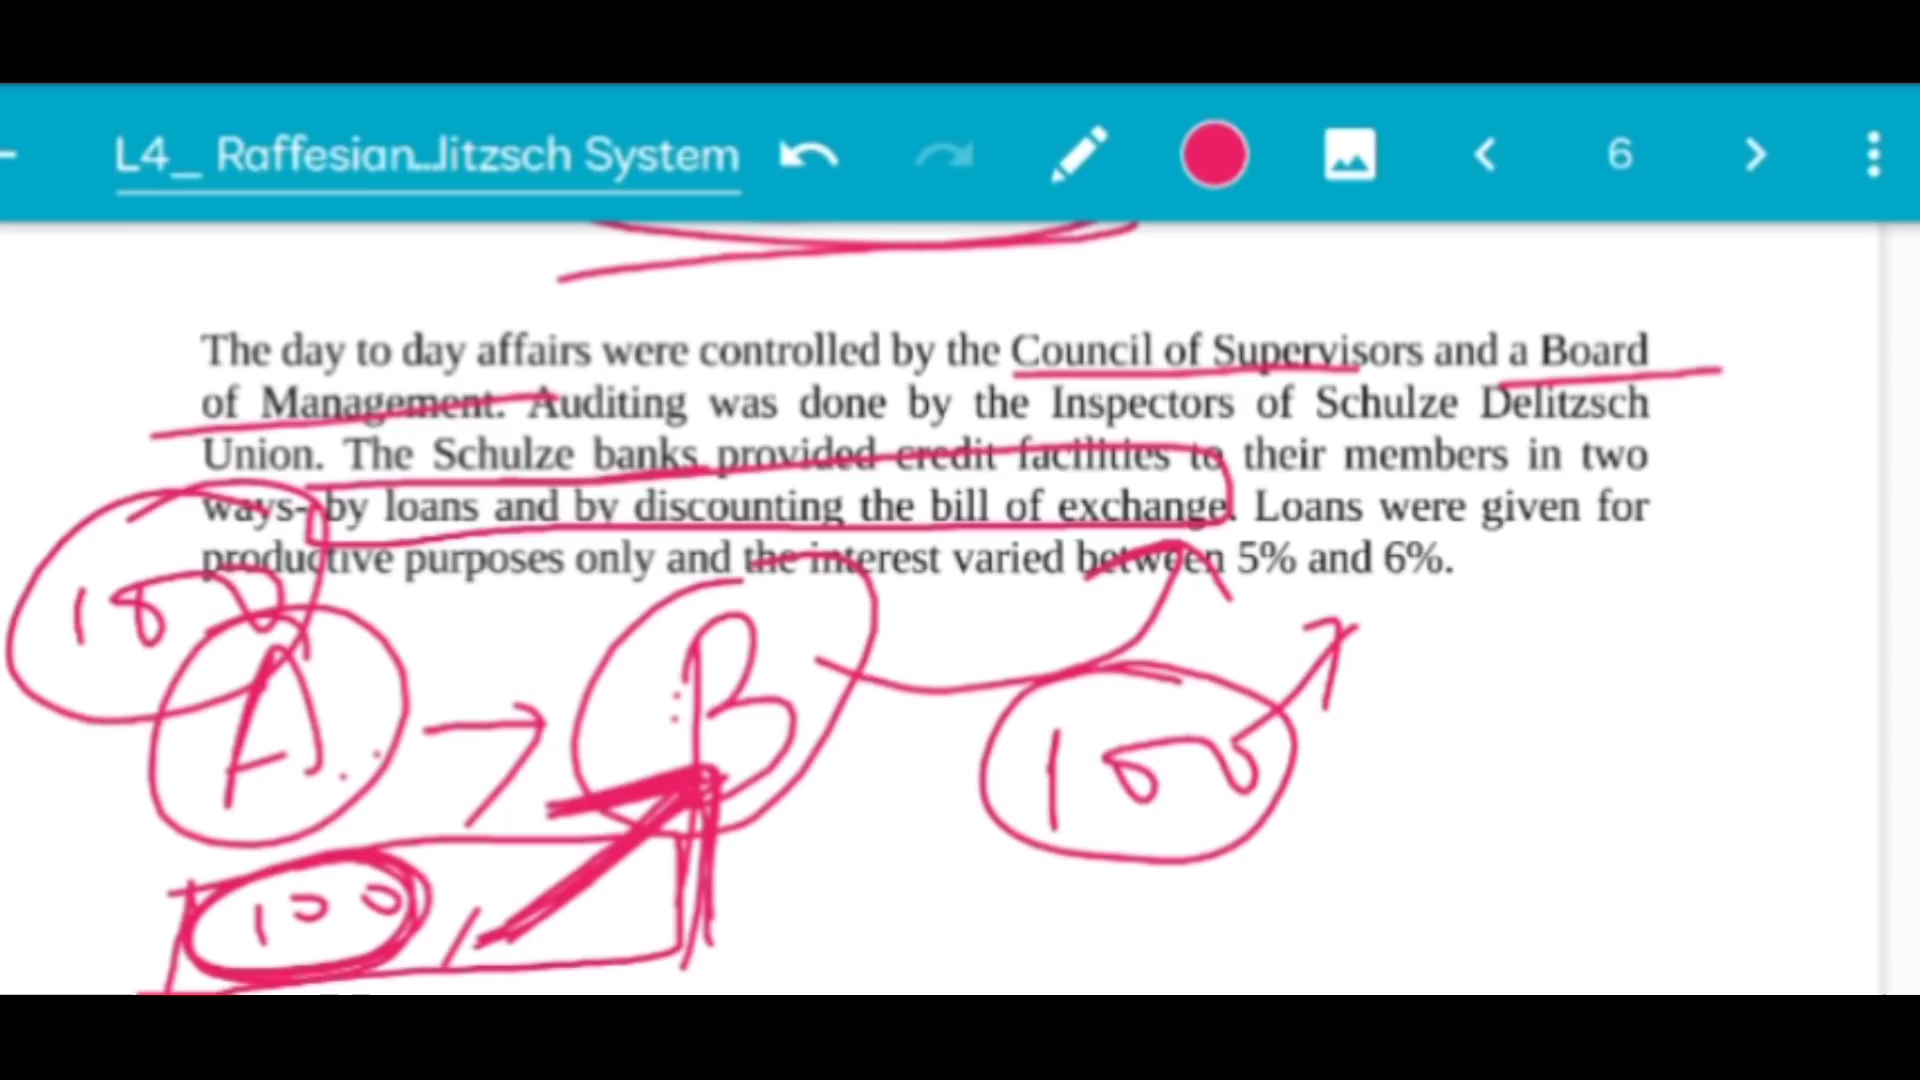 L4_ Raffesian...litzsch System
6
The day to day affairs were controlled by the Council of Supervisors and a Board
of Management. Auditing was done by the Inspectors of Schulze Delitzsch
Union. The Schulze banks provided credit facilities to their members in two
ways- by loans and by discounting the bill of exchange. Loans were given for
productive purposes only and the interest varied between 5% and 6%.
100
A
B
100
100